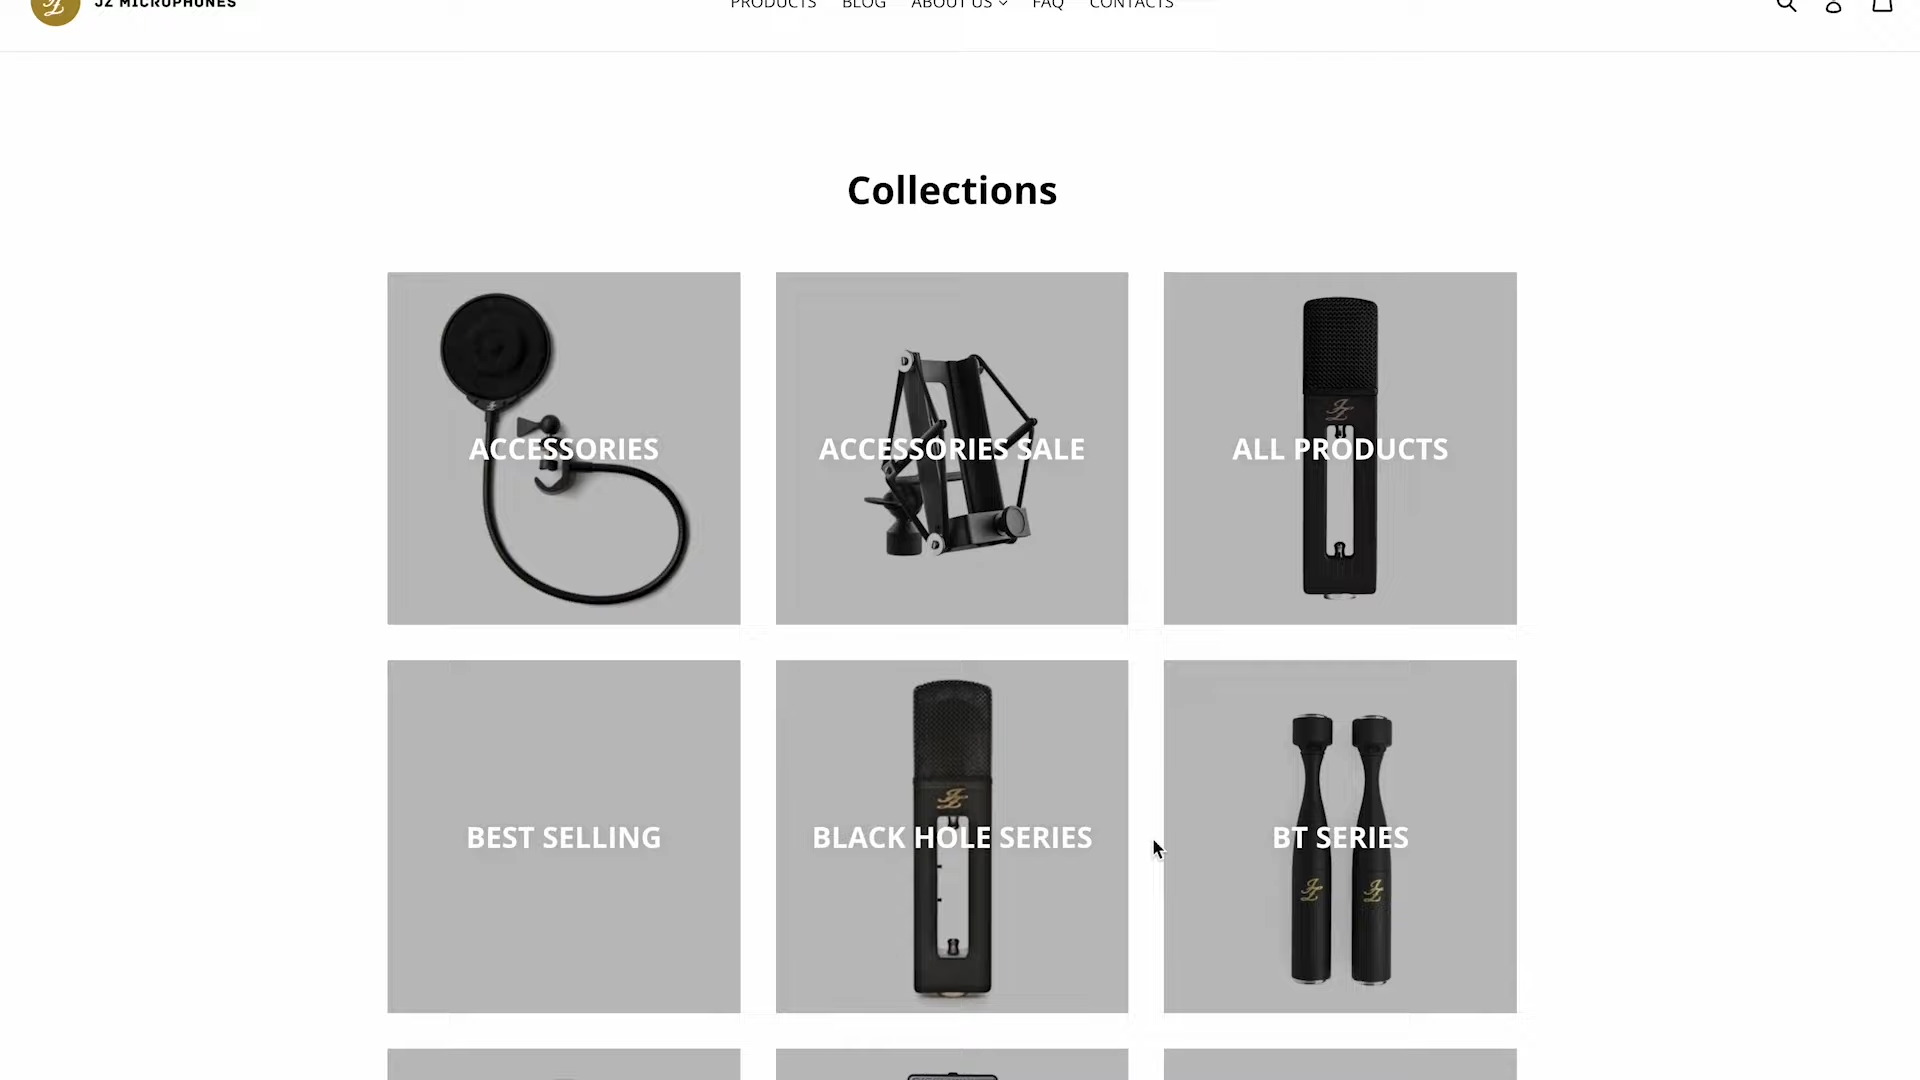 JZ MICROPHONES
PRODUCTS BLOG ABOUT US FAQ CONTACTS
Collections
ACCESSORIES ACCESSORIES SALE ALL PRODUCTS
BEST SELLING BLACK HOLE SERIES BT SERIES